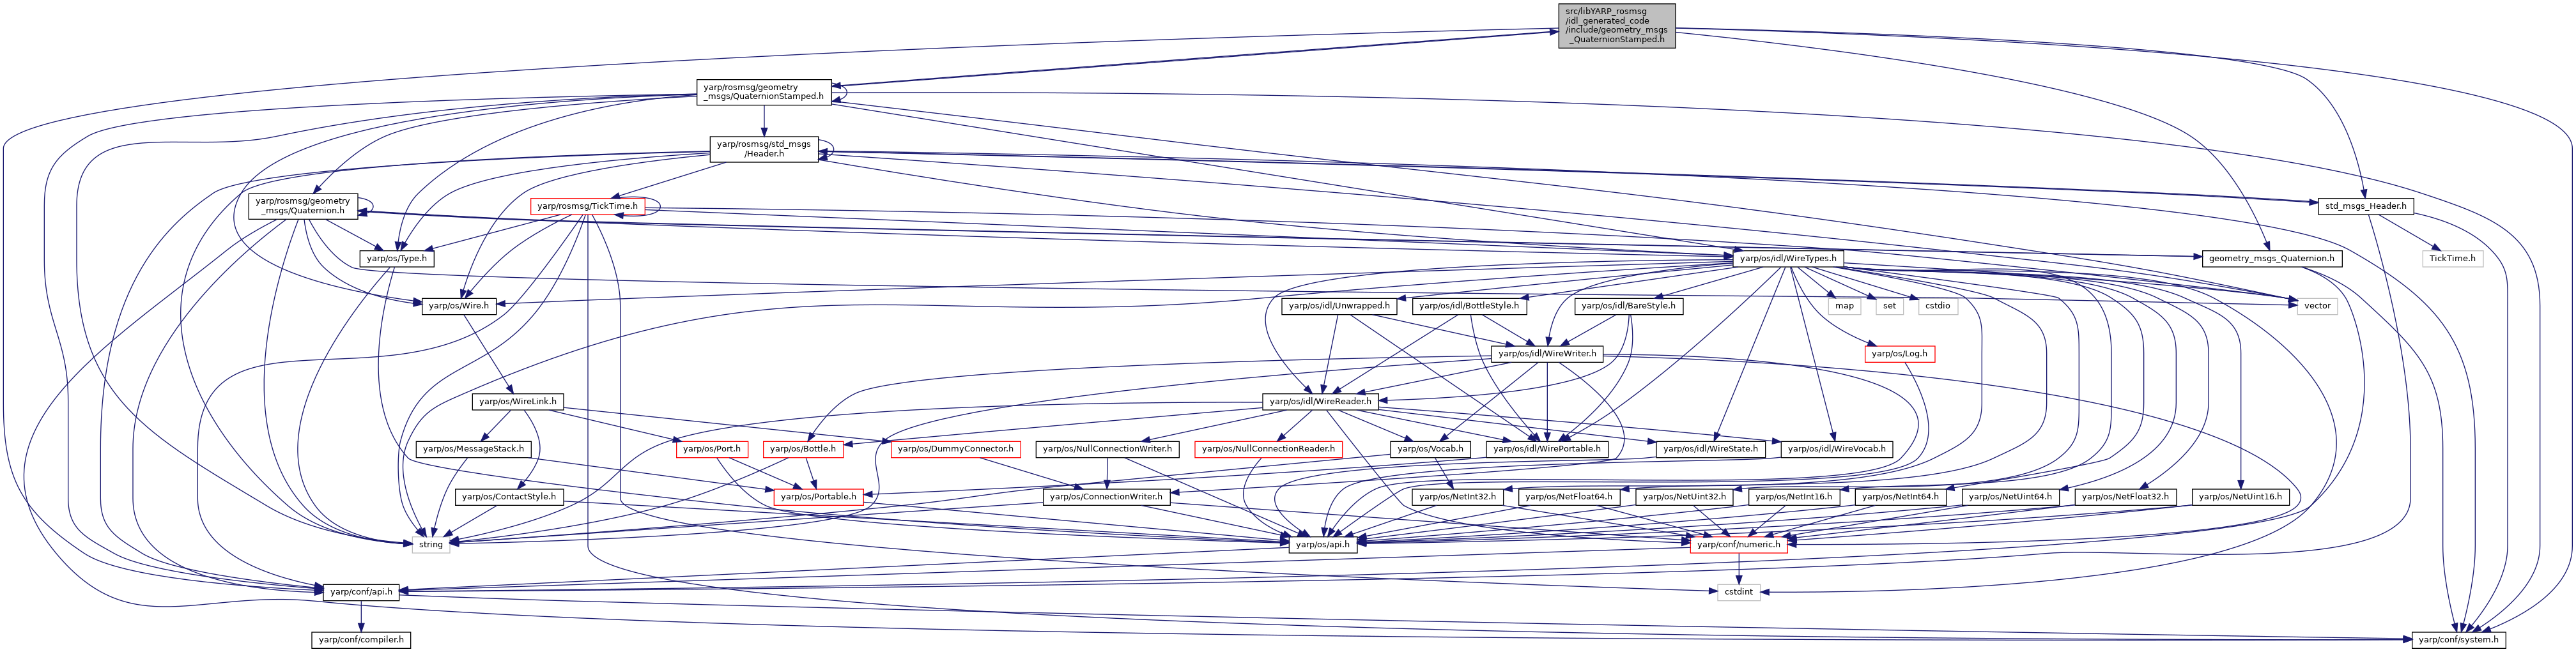 src/libYARP_rosmsg
/idl_generated_code
/include/geometry_msgs
_QuaternionStamped.h
yarp/rosmsg/geometry
_msgs/QuaternionStamped.h
yarp/rosmsg/std_msgs
/Header.h
yarp/rosmsg/geometry
_msgs/Quaternion.h
yarp/rosmsg/TickTime.h
std_msgs_Header.h
yarp/os/Type.h
yarp/os/idl/WireTypes.h
geometry_msgs_Quaternion.h
TickTime.h
yarp/os/Wire.h
yarp/os/idl/Unwrapped.h
yarp/os/idl/BottleStyle.h
yarp/os/idl/BareStyle.h
map
set
cstdio
vector
yarp/os/idl/WireWriter.h
yarp/os/Log.h
yarp/os/WireLink.h
yarp/os/idl/WireReader.h
yarp/os/MessageStack.h
yarp/os/Port.h
yarp/os/Bottle.h
yarp/os/DummyConnector.h
yarp/os/NullConnectionWriter.h
yarp/os/NullConnectionReader.h
yarp/os/Vocab.h
yarp/os/idl/WirePortable.h
yarp/os/idl/WireState.h
yarp/os/idl/WireVocab.h
yarp/os/ContactStyle.h
yarp/os/Portable.h
yarp/os/ConnectionWriter.h
yarp/os/NetInt32.h
yarp/os/NetFloat64.h
yarp/os/NetUint32.h
yarp/os/NetInt16.h
yarp/os/NetInt64.h
yarp/os/NetUint64.h
yarp/os/NetFloat32.h
yarp/os/NetUint16.h
string
yarp/os/api.h
yarp/conf/numeric.h
yarp/conf/api.h
cstdint
yarp/conf/compiler.h
yarp/conf/system.h